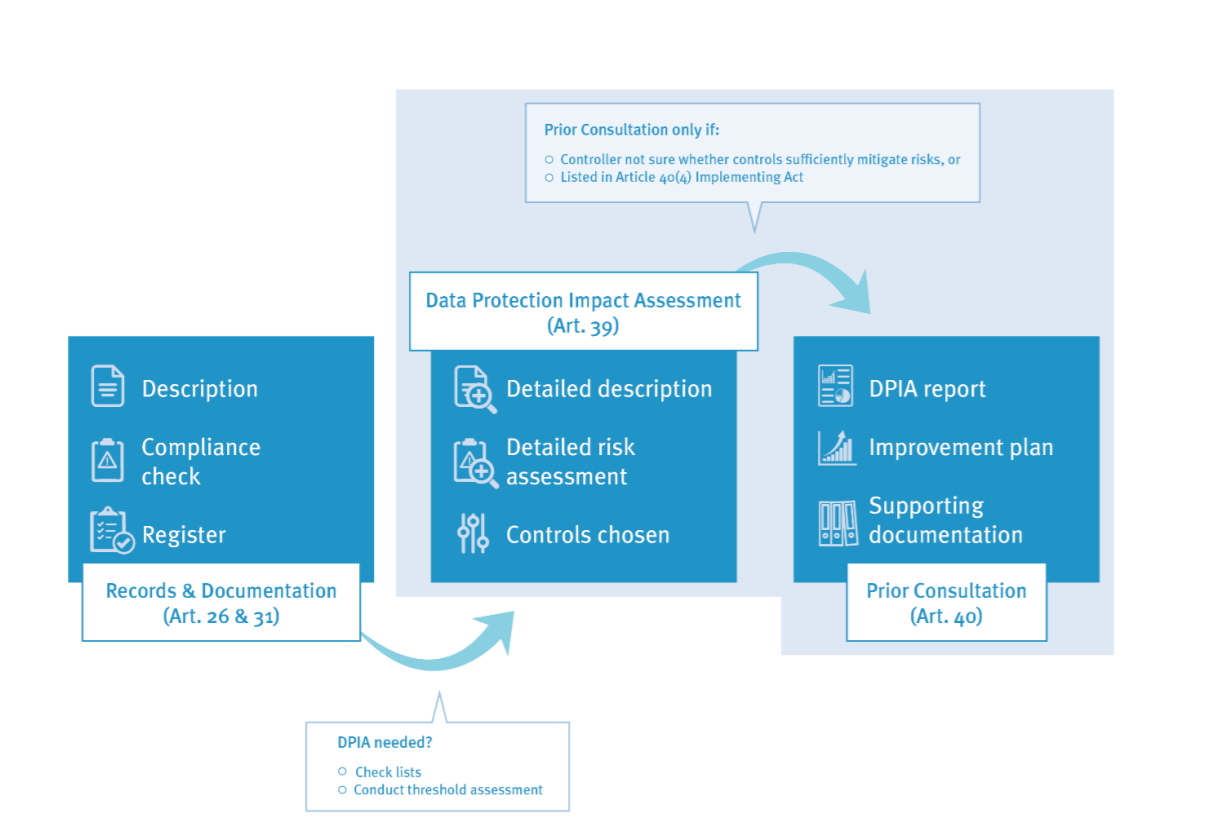 Prior Consultation only if:
Controller not sure whether controls sufficiently mitigate risks, or
Listed in Article 40(4) Implementing Act
Data Protection Impact Assessment
(Art. 39)
Description
Compliance
check
Register
Records & Documentation
(Art. 26 & 31)
Detailed description
Detailed risk
assessment
Controls chosen
DPIA report
Improvement plan
Supporting
documentation
Prior Consultation
(Art. 40)
DPIA needed?
Check lists
Conduct threshold assessment